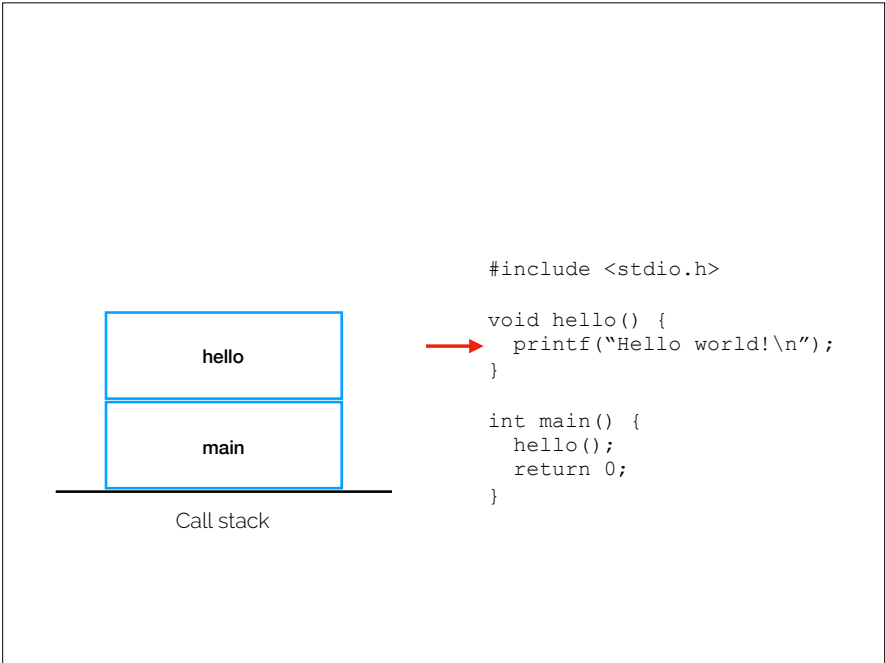 hello
main
Call stack
#include <stdio.h>
void hello() {
  printf(“Hello world!\n”);
}
int main() {
  hello();
  return 0;
}